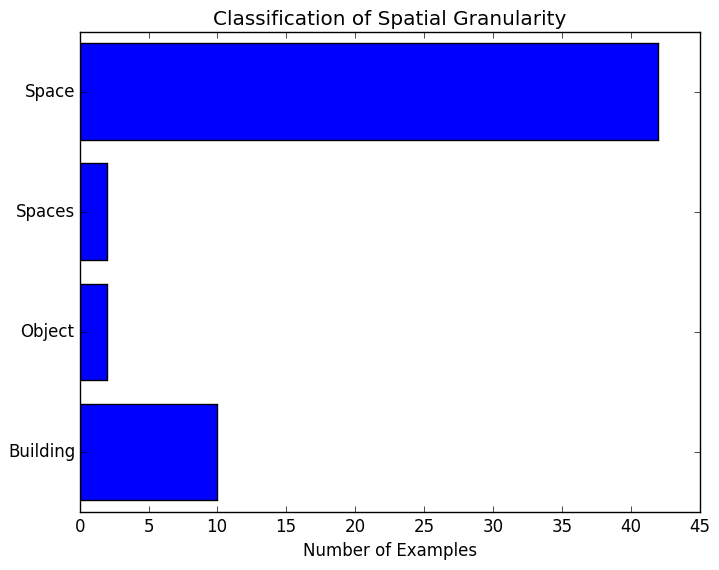 Classification of Spatial Granularity
Space
Spaces
Object
Building
0 5 10 15 20 25 30 35 40 45
Number of Examples